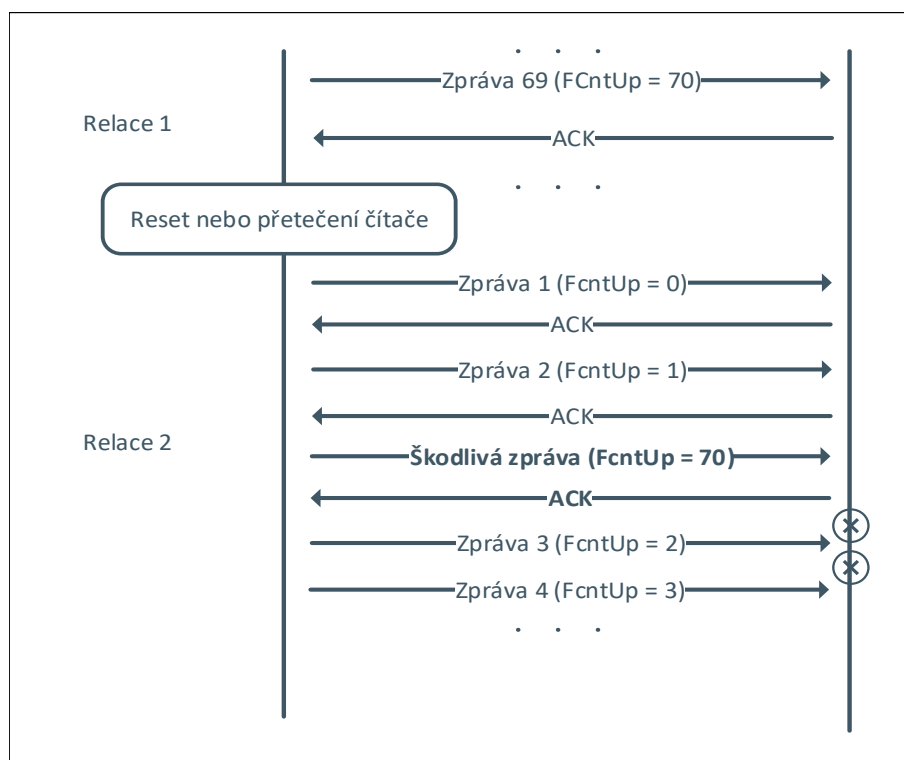 . . .
Zpráva 69 (FCntUp = 70)
Relace 1
ACK
. . .
Reset nebo přetečení čítače
Zpráva 1 (FcntUp = 0)
ACK
Zpráva 2 (FcntUp = 1)
ACK
Relace 2
Škodlivá zpráva (FcntUp = 70)
ACK
Zpráva 3 (FcntUp = 2)
Zpráva 4 (FcntUp = 3)
. . .